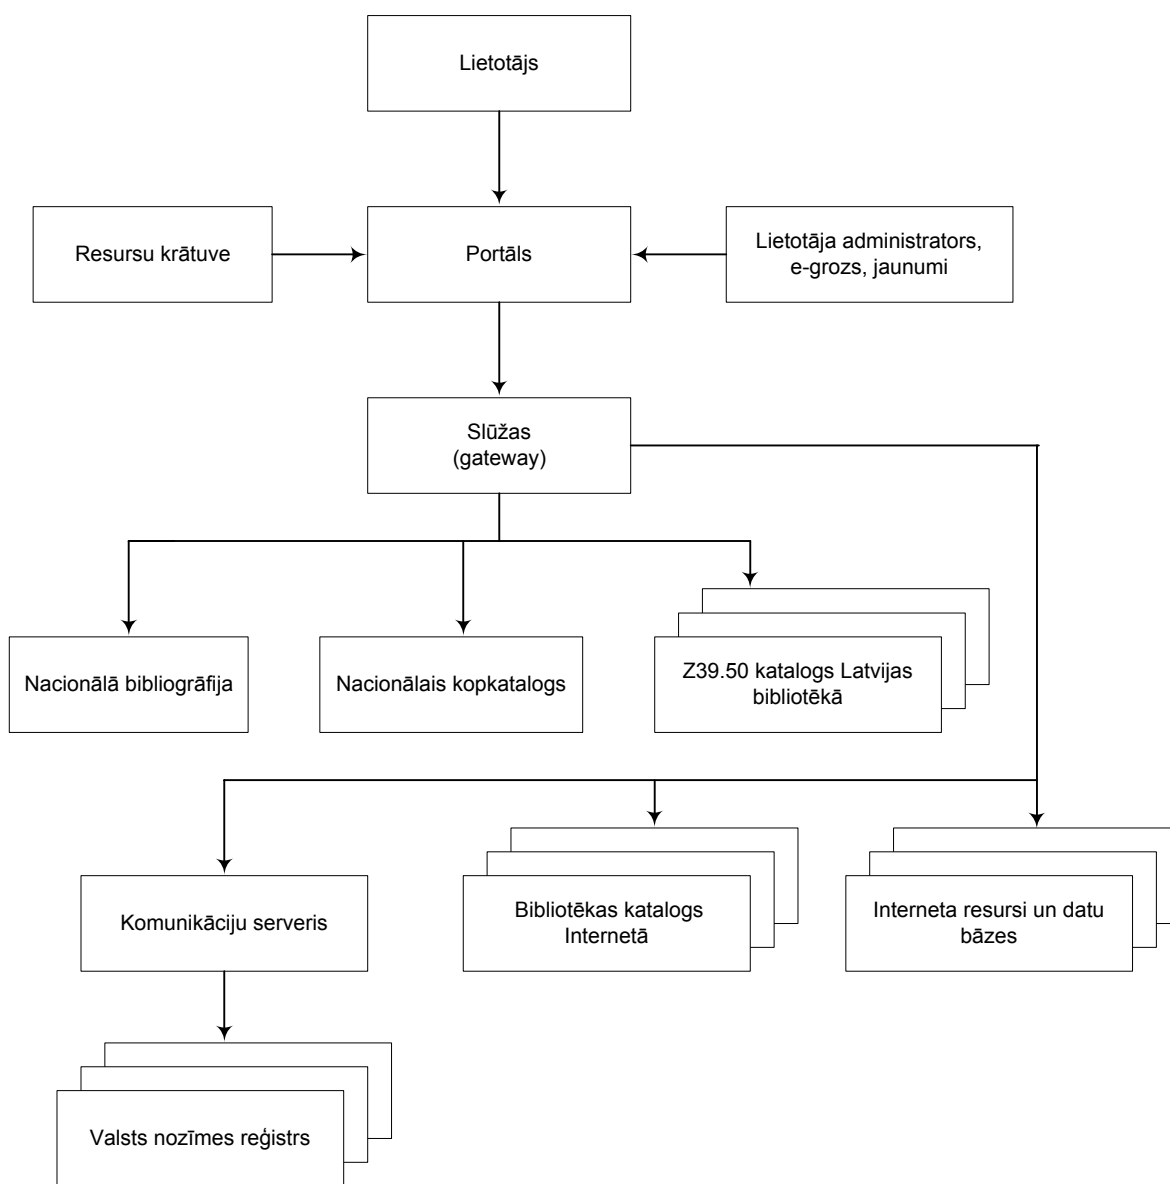 Lietotājs
Resursu krātuve
Portāls
Lietotāja administrators,
e-grozs, jaunumi
Slūžas
(gateway)
Nacionālā bibliogrāfija
Nacionālais kopkatalogs
Z39.50 katalogs Latvijas
bibliotēkā
Komunikāciju serveris
Bibliotēkas katalogs
Internetā
Interneta resursi un datu
bāzes
Valsts nozīmes reģistrs